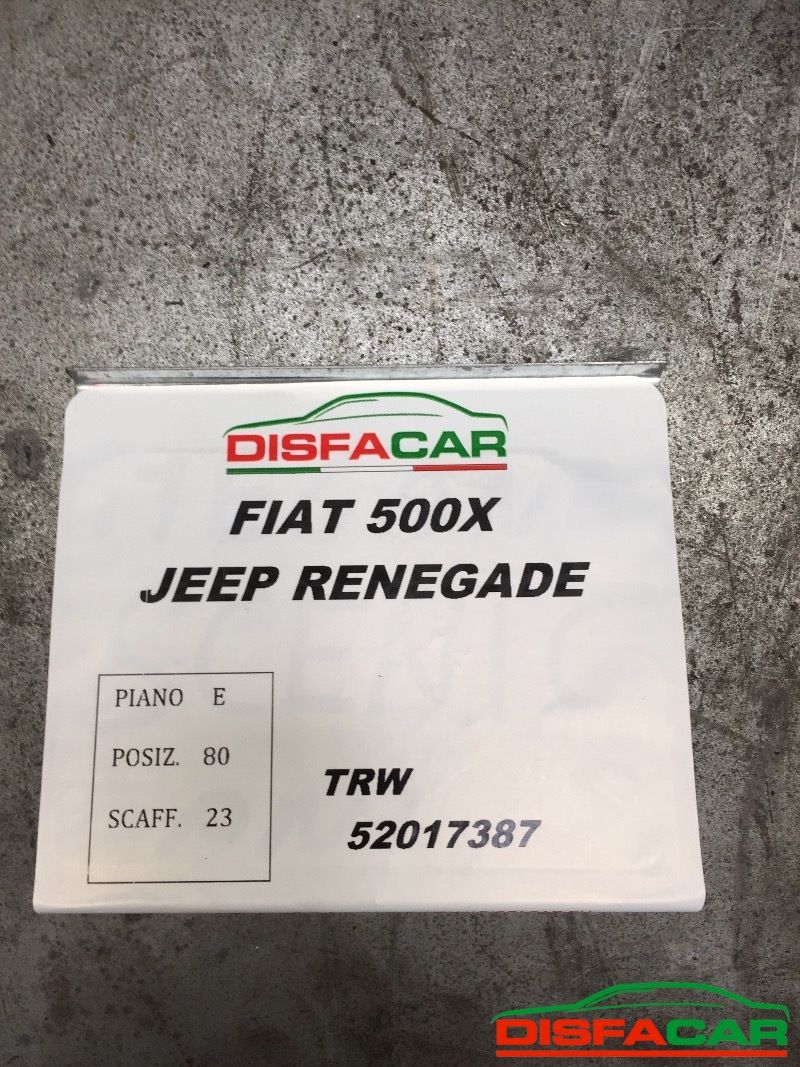 DISFACAR
FIAT 500X
JEEP RENEGADE
PIANO E
POSIZ. 80
SCAFF. 23
TRW
52017387
DISFACAR